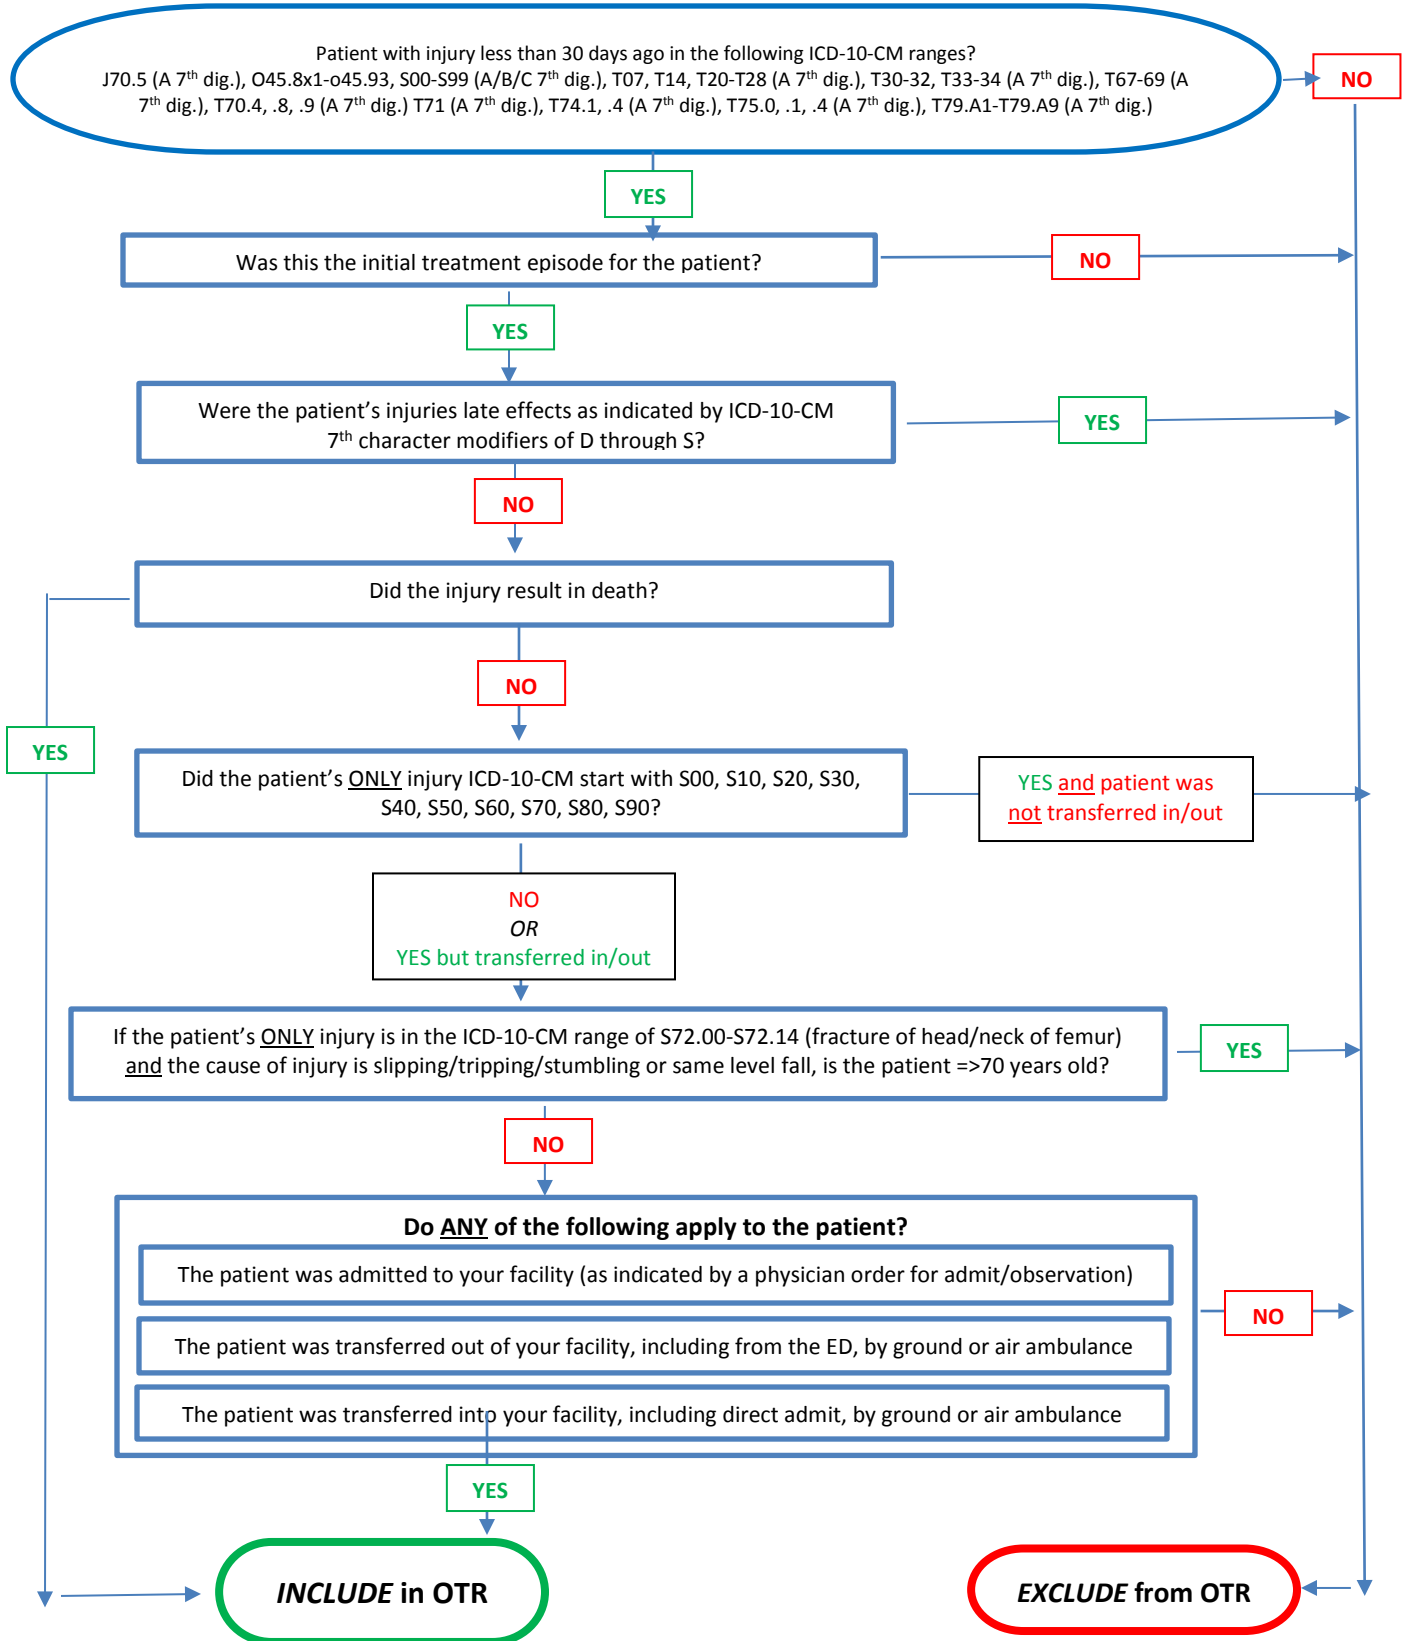 Patient with injury less than 30 days ago in the following ICD-10-CM ranges?
J70.5 (A 7th dig.), O45.8x1-o45.93, S00-S99 (A/B/C 7th dig.), T07, T14, T20-T28 (A 7th dig.), T30-32, T33-34 (A 7th dig.), T67-69 (A
7th dig.), T70.4, .8, .9 (A 7th dig.) T71 (A 7th dig.), T74.1, .4 (A 7th dig.), T75.0, .1, .4 (A 7th dig.), T79.A1-T79.A9 (A 7th dig.)
NO
YES
Was this the initial treatment episode for the patient?
NO
YES
Were the patient's injuries late effects as indicated by ICD-10-CM
7th character modifiers of D through S?
YES
NO
Did the injury result in death?
NO
YES
Did the patient's ONLY injury ICD-10-CM start with S00, S10, S20, S30,
S40, S50, S60, S70, S80, S90?
YES and patient was
not transferred in/out
NO
OR
YES but transferred in/out
If the patient's ONLY injury is in the ICD-10-CM range of S72.00-S72.14 (fracture of head/neck of femur)
and the cause of injury is slipping/tripping/stumbling or same level fall, is the patient =>70 years old?
YES
NO
Do ANY of the following apply to the patient?
The patient was admitted to your facility (as indicated by a physician order for admit/observation)
The patient was transferred out of your facility, including from the ED, by ground or air ambulance
The patient was transferred into your facility, including direct admit, by ground or air ambulance
NO
YES
INCLUDE in OTR
EXCLUDE from OTR